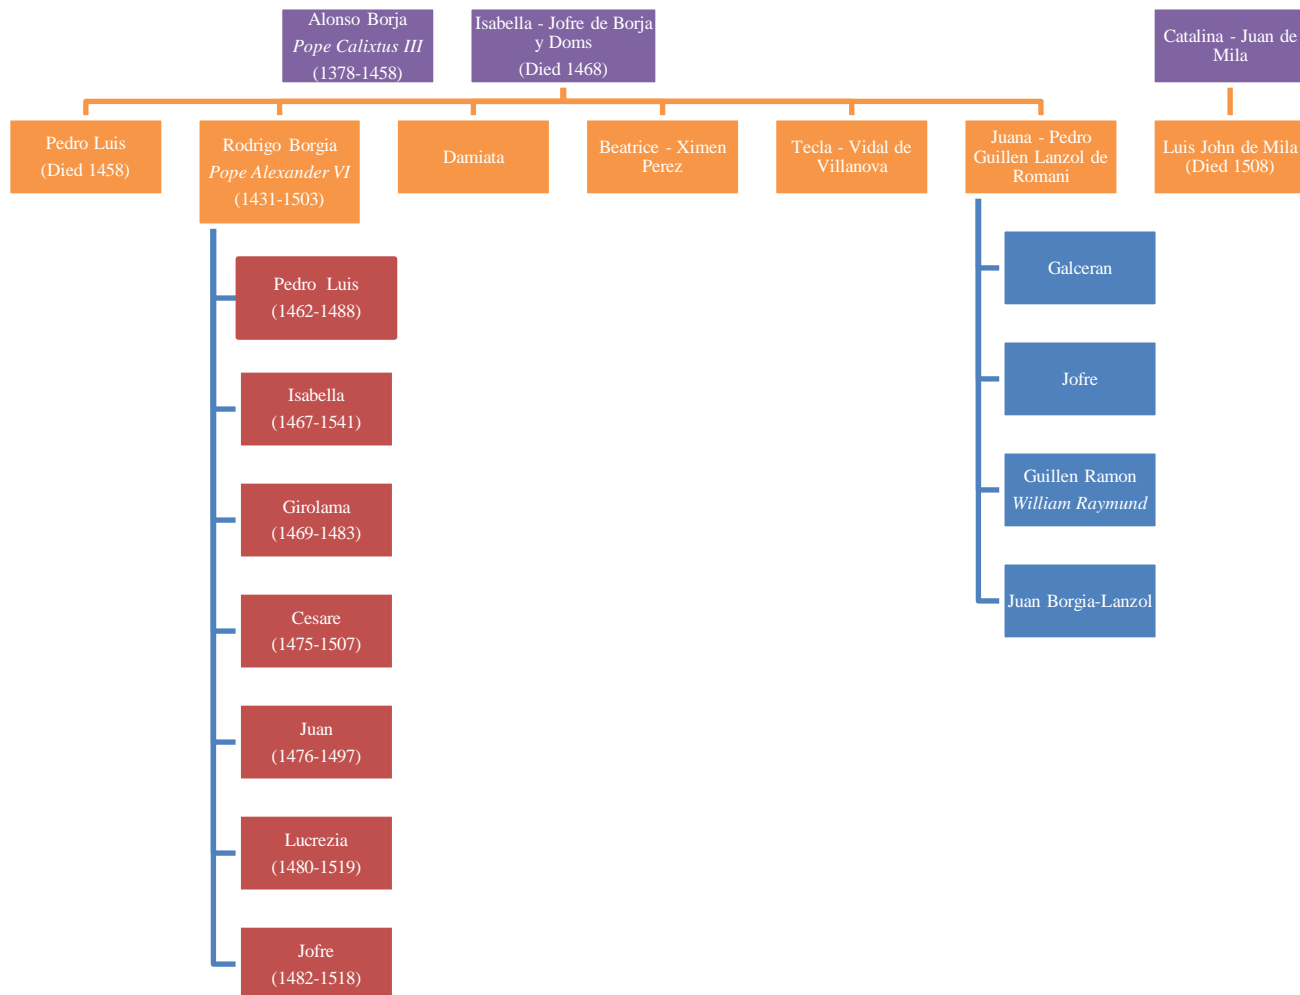 Alonso Borja
Pope Calixtus III
(1378-1458)
Isabella - Jofre de Borja
y Doms
(Died 1468)
Catalina - Juan de
Mila
Pedro Luis
(Died 1458)
Rodrigo Borgia
Pope Alexander VI
(1431-1503)
Damiata
Beatrice - Ximen
Perez
Tecla - Vidal de
Villanova
Juana - Pedro
Guillen Lanzol de
Romani
Luis John de Mila
(Died 1508)
Pedro Luis
(1462-1488)
Isabella
(1467-1541)
Girolama
(1469-1483)
Cesare
(1475-1507)
Juan
(1476-1497)
Lucrezia
(1480-1519)
Jofre
(1482-1518)
Galceran
Jofre
Guillen Ramon
William Raymund
Juan Borgia-Lanzol